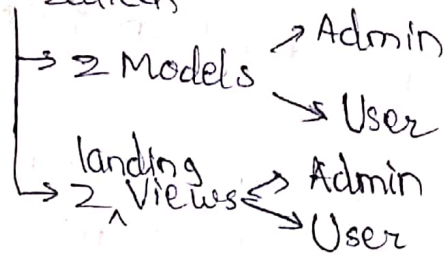 → 2 Models → Admin
→ User
→ 2 landing Views → Admin
→ User